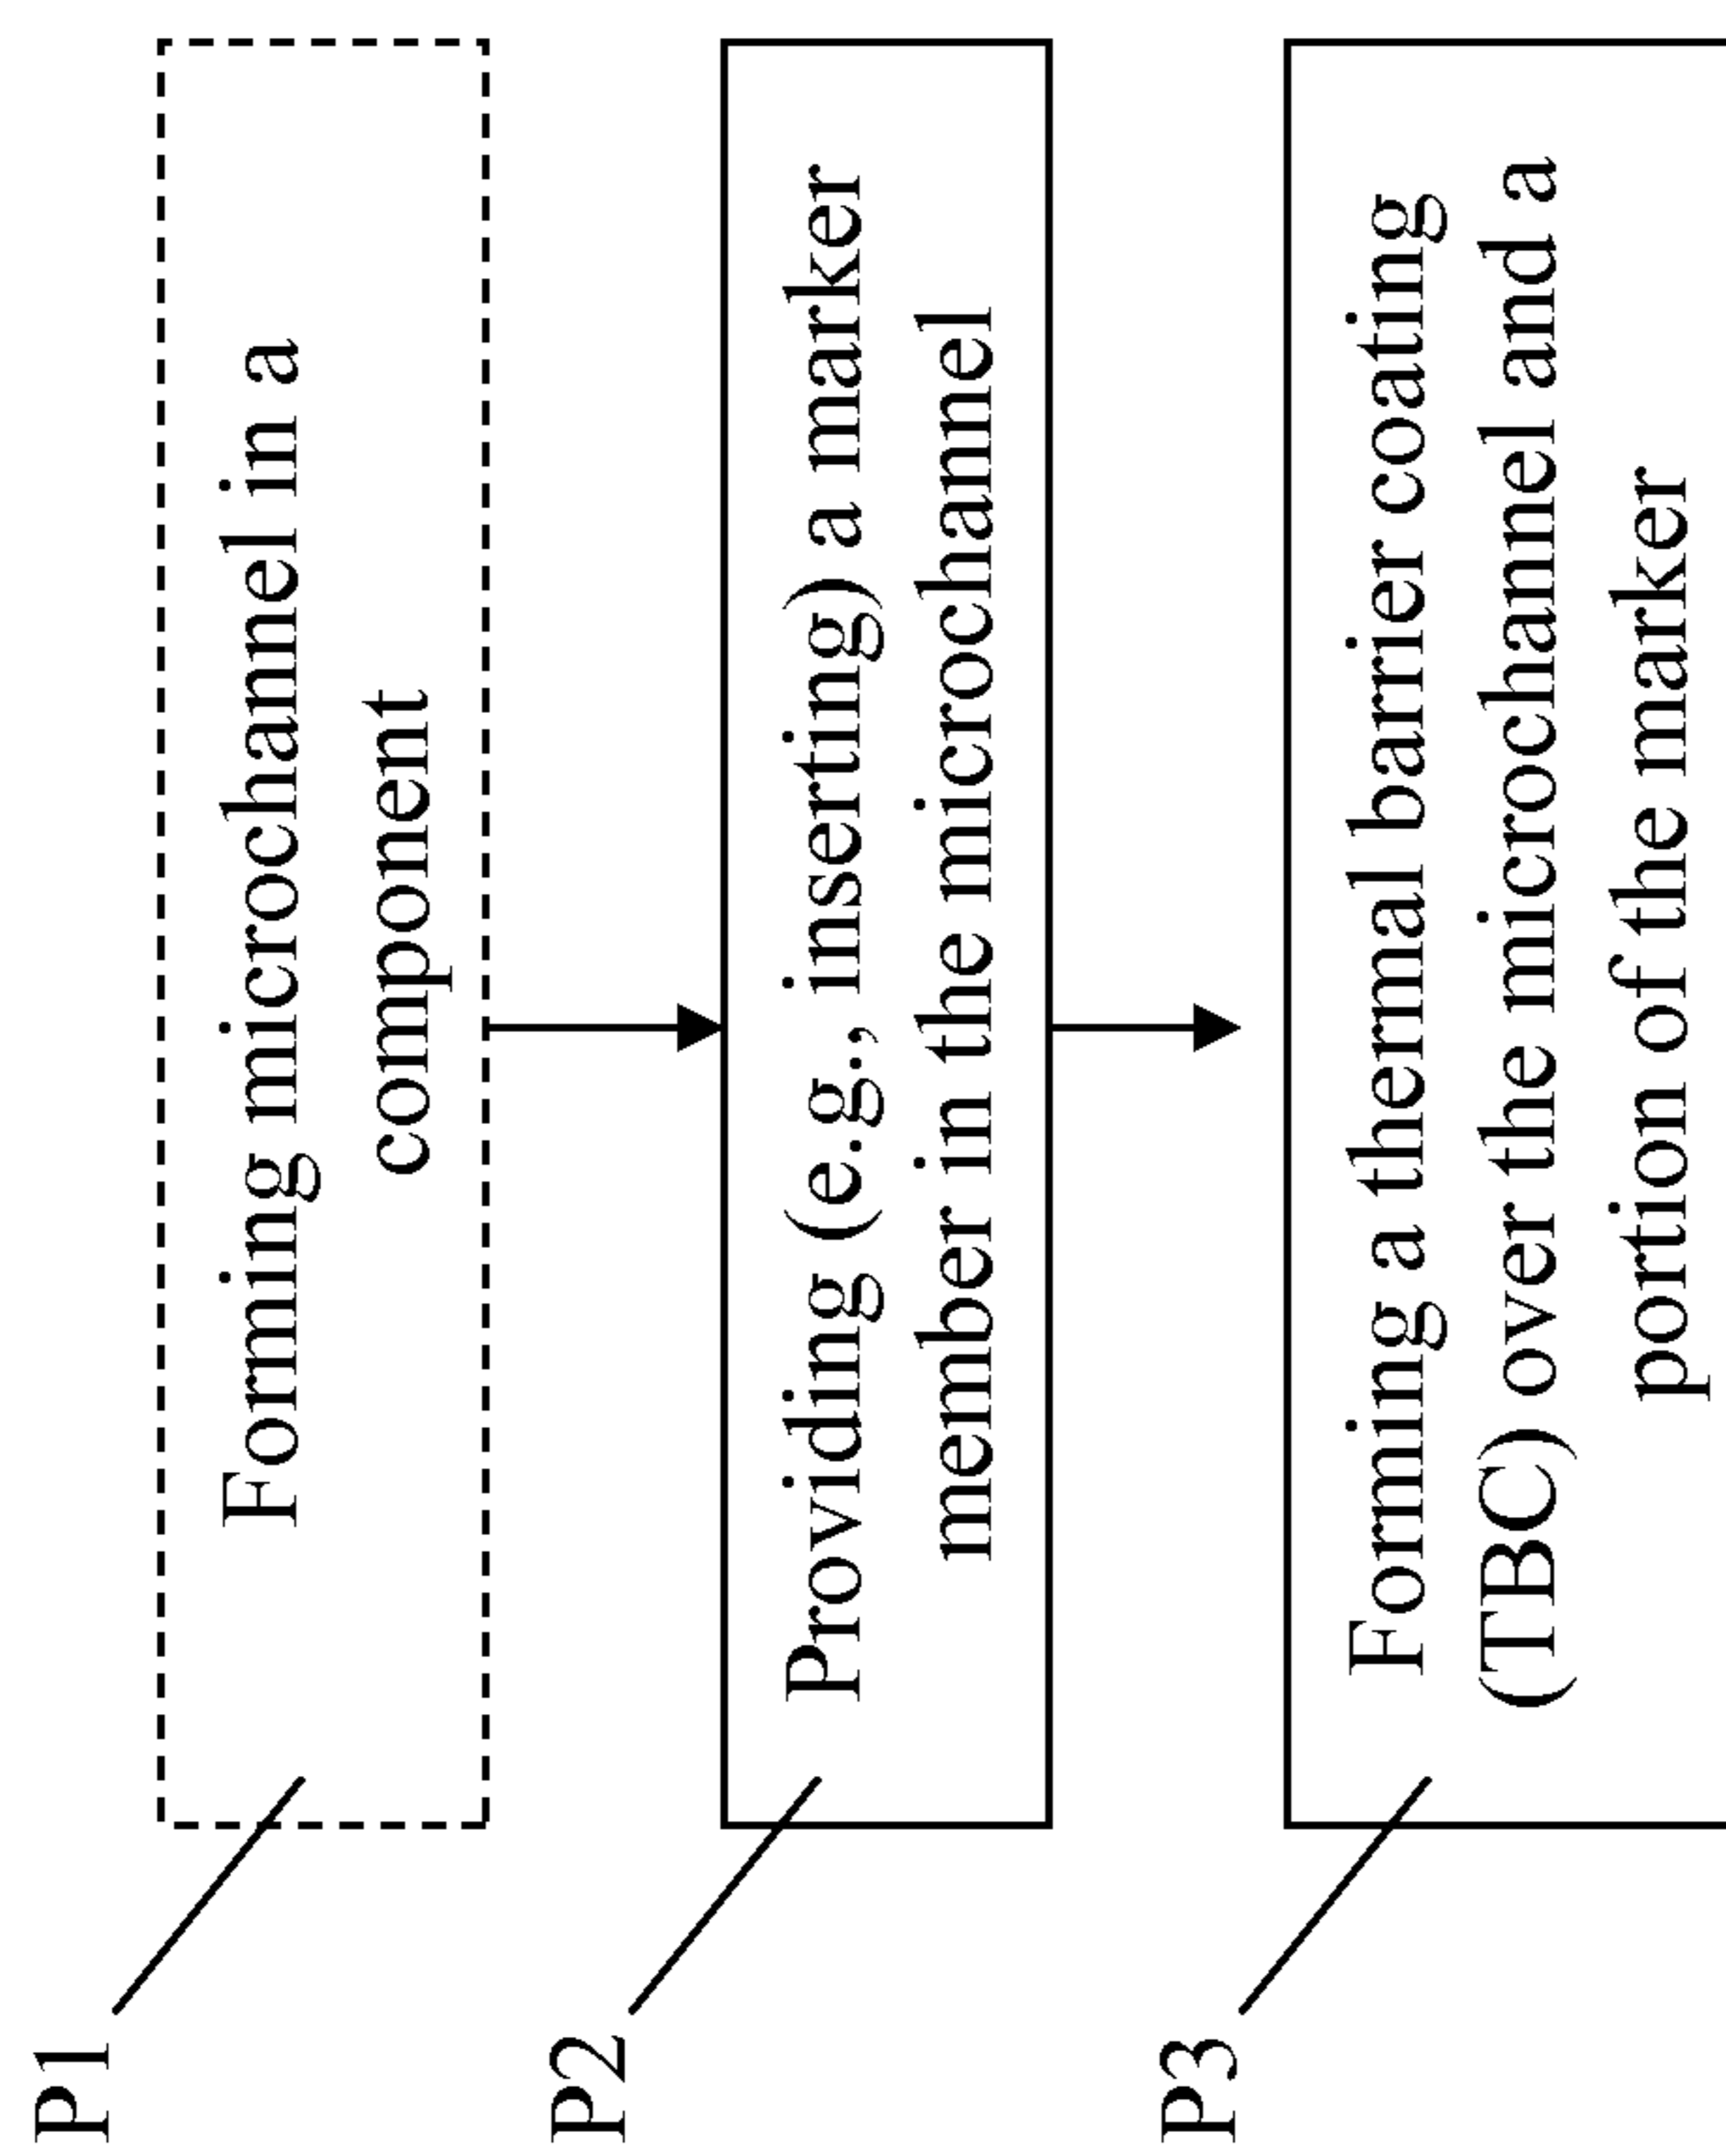 P1
Forming microchannel in a
component
P2
Providing (e.g., inserting) a marker
member in the microchannel
P3
Forming a thermal barrier coating
(TBC) over the microchannel and a
portion of the marker